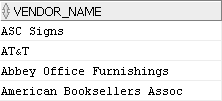 VENDOR_NAME
ASC Signs
AT&T
Abbey Office Furnishings
American Booksellers Assoc